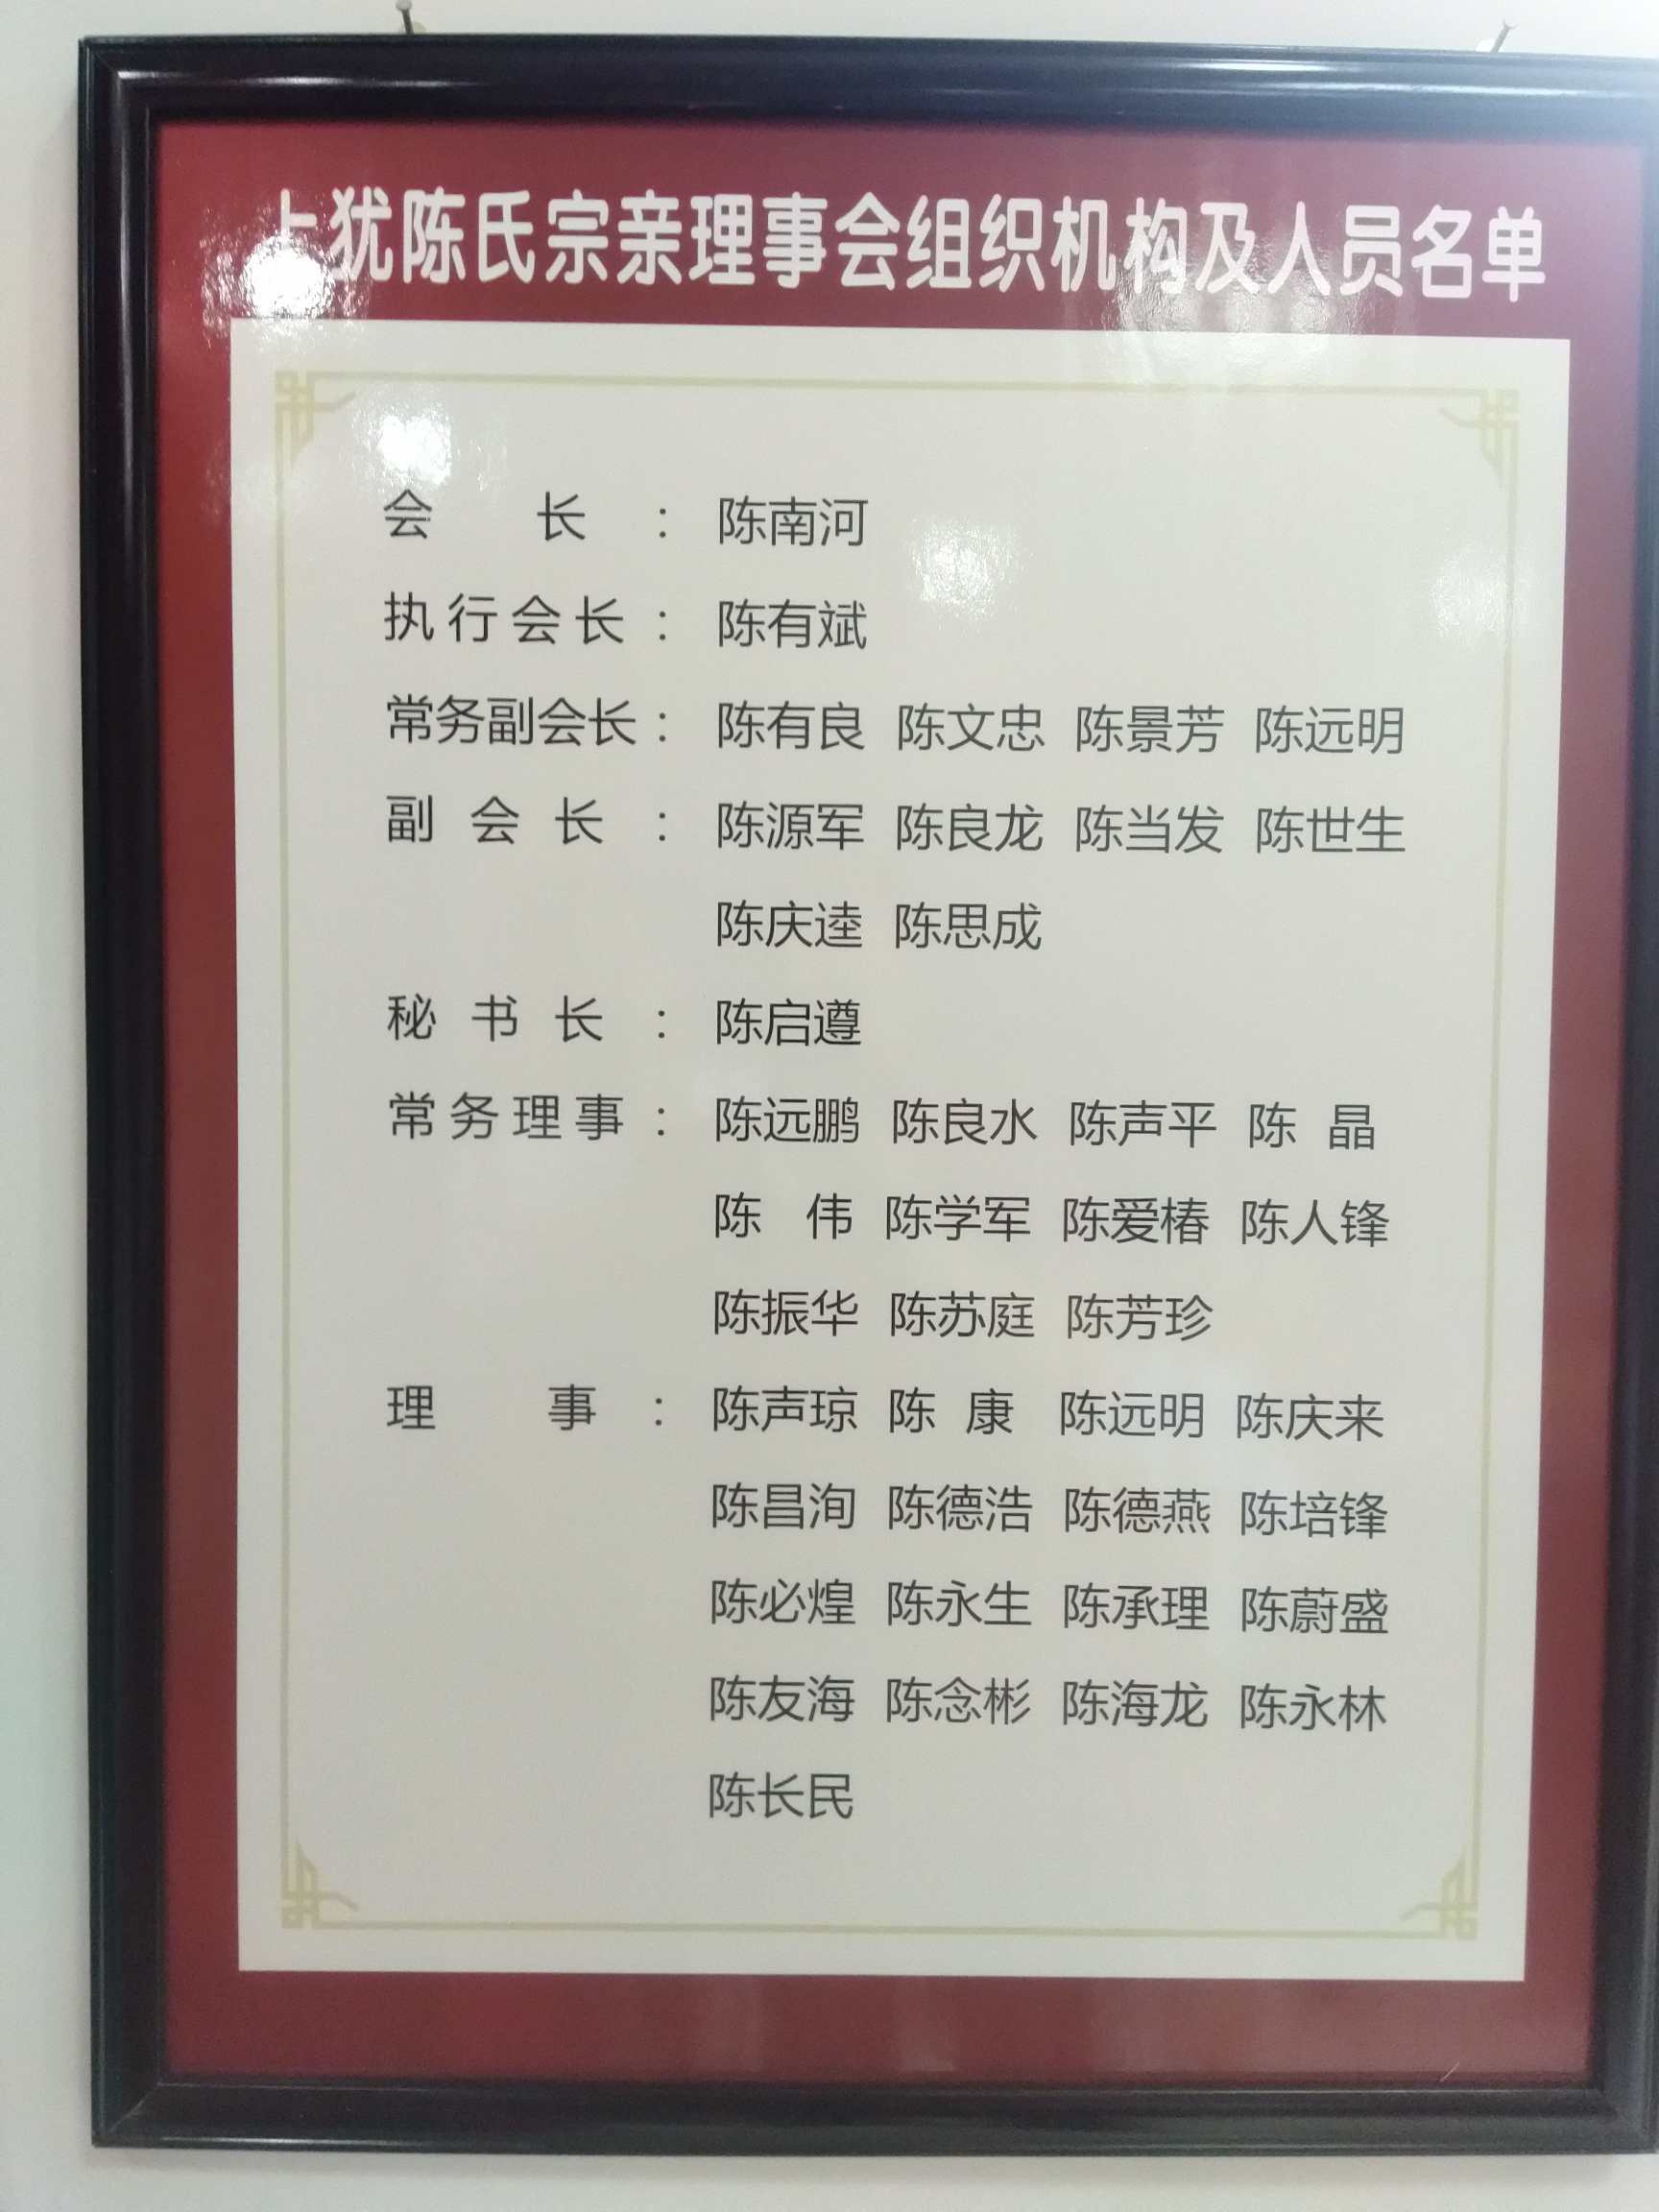 上犹陈氏宗亲理事会组织机构及人员名单
会长：陈南河
执行会长：陈有斌
常务副会长：陈有良 陈文忠 陈景芳 陈远明
副会长：陈源军 陈良龙 陈当发 陈世生
陈庆逵 陈思成
秘书长：陈启遵
常务理事：陈远鹏 陈良水 陈声平 陈晶
陈伟 陈学军 陈爱椿 陈人锋
陈振华 陈苏庭 陈芳珍
理事：陈声琼 陈康 陈远明 陈庆来
陈昌洵 陈德浩 陈德燕 陈培锋
陈必煌 陈永生 陈承理 陈蔚盛
陈友海 陈念彬 陈海龙 陈永林
陈长民